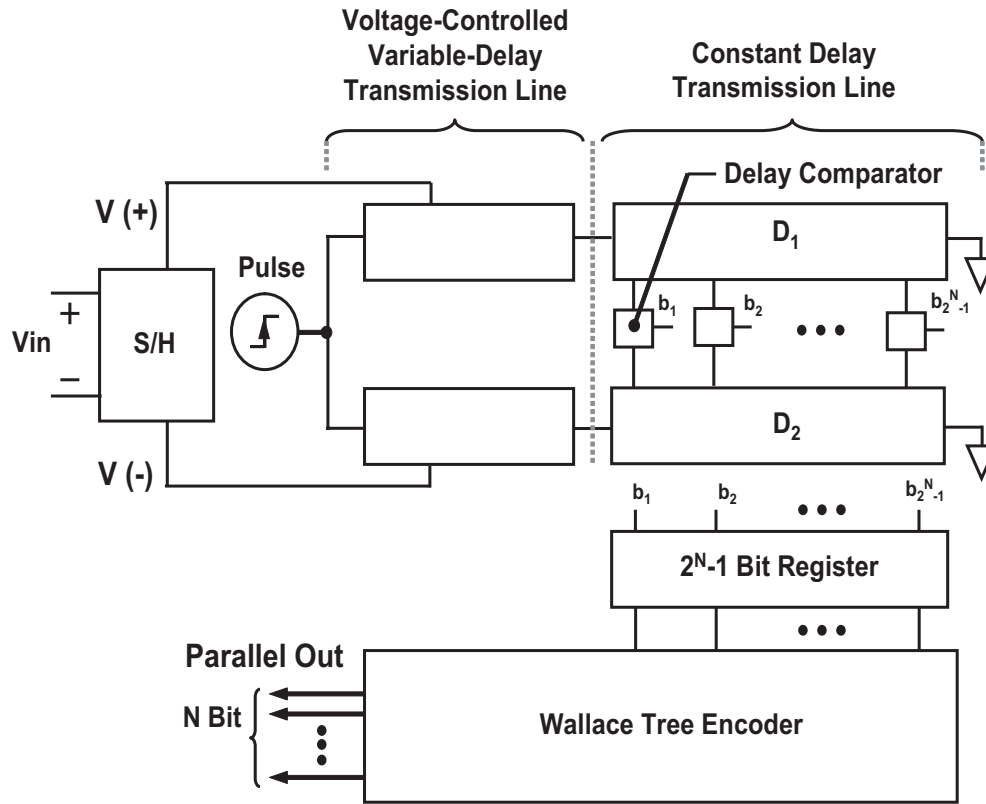 Voltage-Controlled
Variable-Delay
Transmission Line
Constant Delay
Transmission Line
Delay Comparator
V (+)
D₁
Pulse
Vin
+
−
S/H
b₁
b₂
•••
b₂ᴺ₋₁
D₂
V (-)
b₁
b₂
•••
b₂ᴺ₋₁
2ᴺ-1 Bit Register
•••
Parallel Out
N Bit
Wallace Tree Encoder